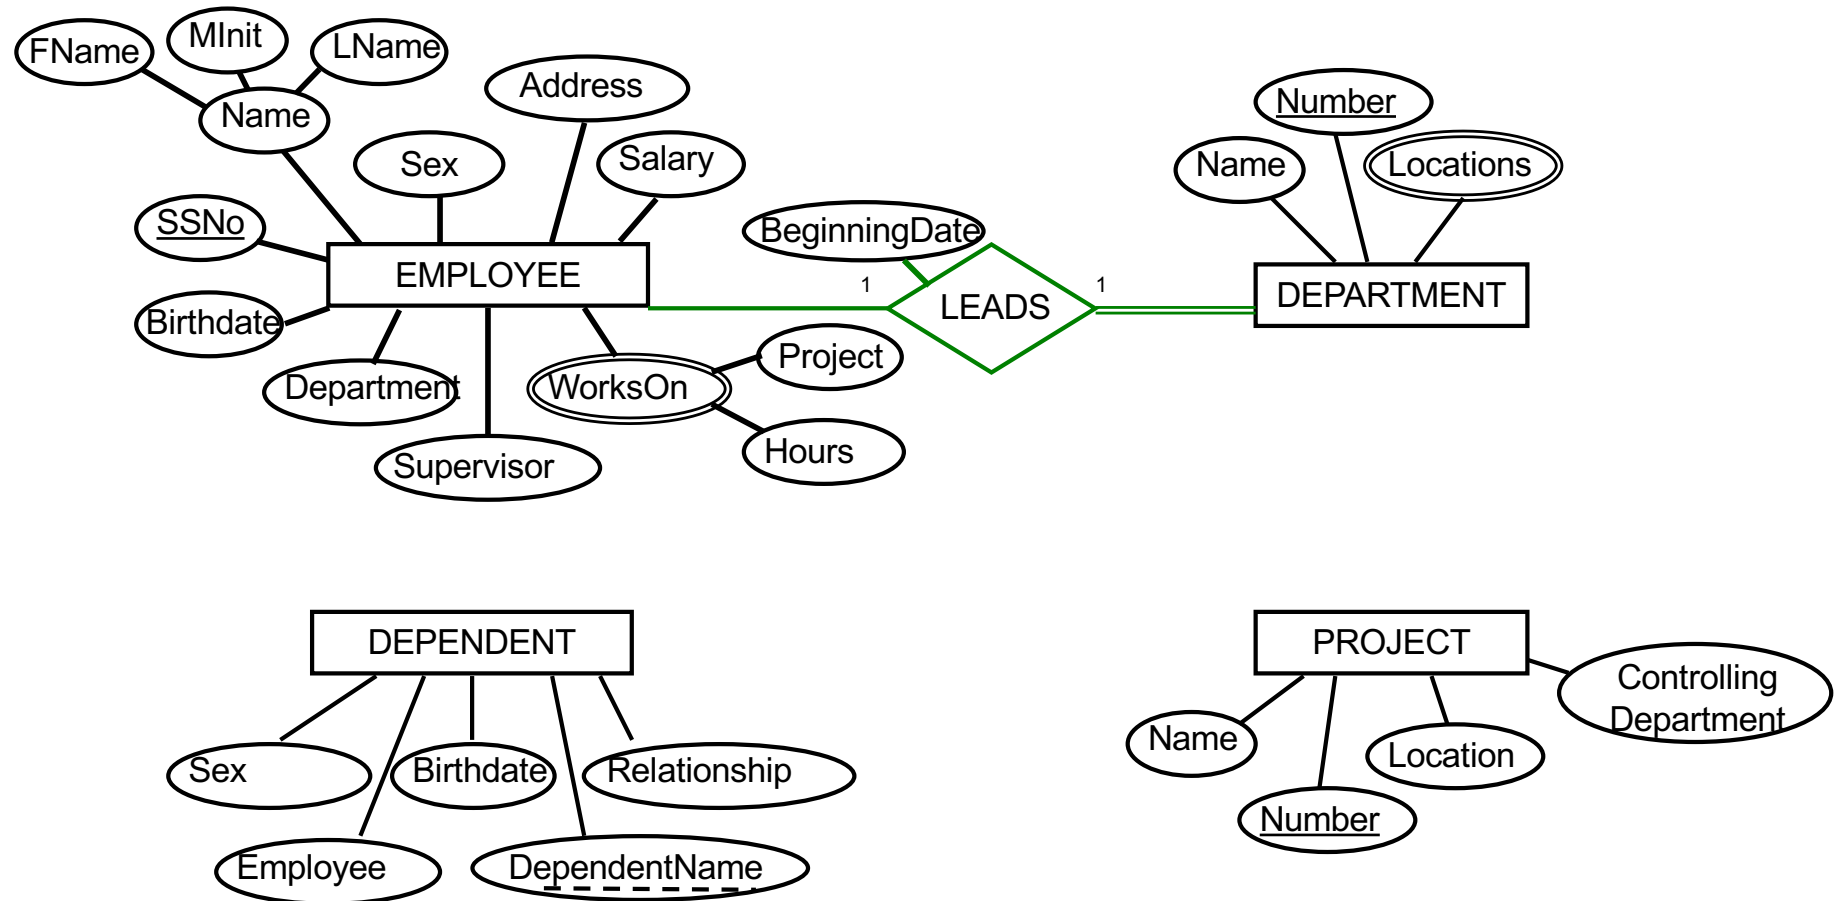 FName
MInit
LName
Name
Address
Sex
Salary
SSNo
EMPLOYEE
Birthdate
Department
Supervisor
WorksOn
Project
Hours
BeginningDate
1
LEADS
1
Number
Name
Locations
DEPARTMENT
DEPENDENT
Sex
Birthdate
Relationship
Employee
DependentName
PROJECT
Controlling
Department
Name
Location
Number